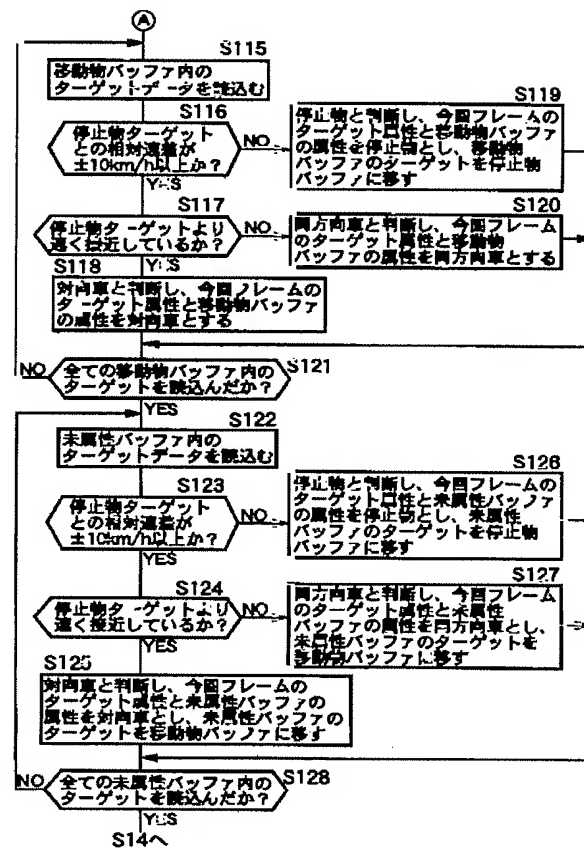 A
S115
移動物バッファ内の
ターゲットデータを読込む
S116
停止物ターゲット
との相対速差が
±10km/h以上か?
NO
YES
S119
停止物と判断し、今回フレームの
ターゲット属性と移動物バッファ
の属性を停止物とし、移動物
バッファのターゲットを停止物
バッファに移す
S117
停止物ターゲットより
速く接近しているか?
NO
YES
S120
同方向車と判断し、今回フレーム
のターゲット属性と移動物
バッファの属性を同方向車とする
S118
対向車と判断し、今回フレームの
ターゲット属性と移動物バッファ
の属性を対向車とする
S121
全ての移動物バッファ内の
ターゲットを読込んだか?
NO
YES
S122
未属性バッファ内の
ターゲットデータを読込む
S123
停止物ターゲット
との相対速差が
±10km/h以上か?
NO
YES
S126
停止物と判断し、今回フレームの
ターゲット属性と未属性バッファ
の属性を停止物とし、未属性
バッファのターゲットを停止物
バッファに移す
S124
停止物ターゲットより
速く接近しているか?
NO
YES
S127
同方向車と判断し、今回フレーム
のターゲット属性と未属性
バッファの属性を同方向車とし、
未属性バッファのターゲットを
移動物バッファに移す
S125
対向車と判断し、今回フレームの
ターゲット属性と未属性バッファの
属性を対向車とし、未属性バッファの
ターゲットを移動物バッファに移す
S128
全ての未属性バッファ内の
ターゲットを読込んだか?
NO
YES
S14へ